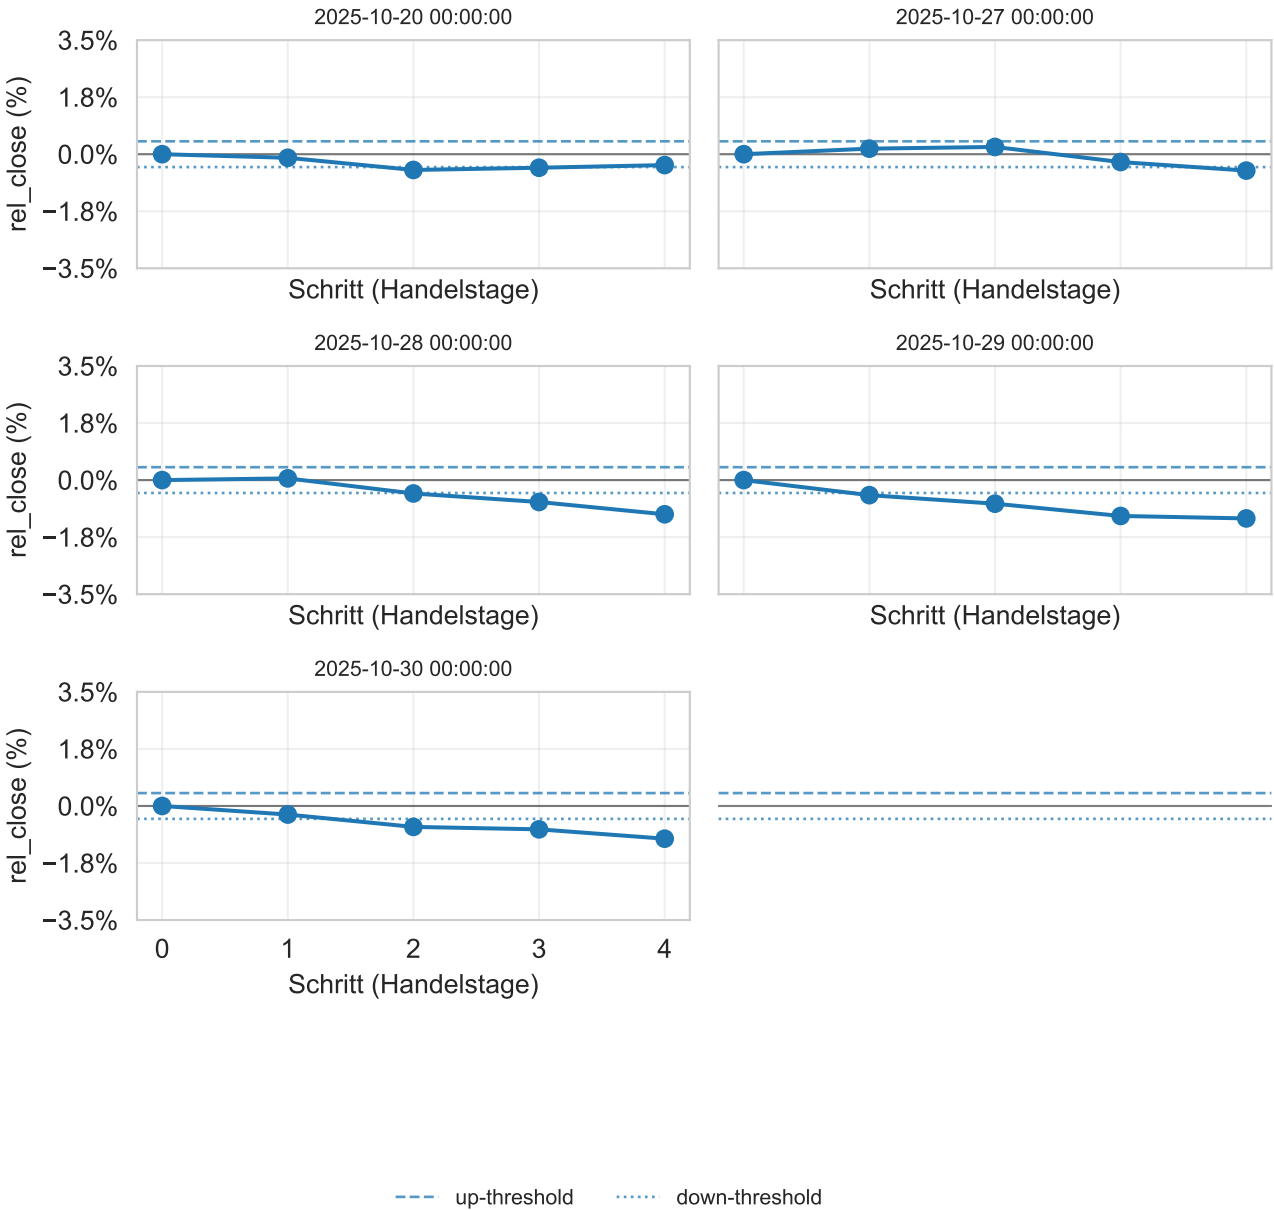 2025-10-20 00:00:00
2025-10-27 00:00:00
3.5%
1.8%
0.0%
−1.8%
−3.5%
rel_close (%)
Schritt (Handelstage)
Schritt (Handelstage)
2025-10-28 00:00:00
2025-10-29 00:00:00
3.5%
1.8%
0.0%
−1.8%
−3.5%
rel_close (%)
Schritt (Handelstage)
Schritt (Handelstage)
2025-10-30 00:00:00
3.5%
1.8%
0.0%
−1.8%
−3.5%
rel_close (%)
0 1 2 3 4
Schritt (Handelstage)
up-threshold down-threshold